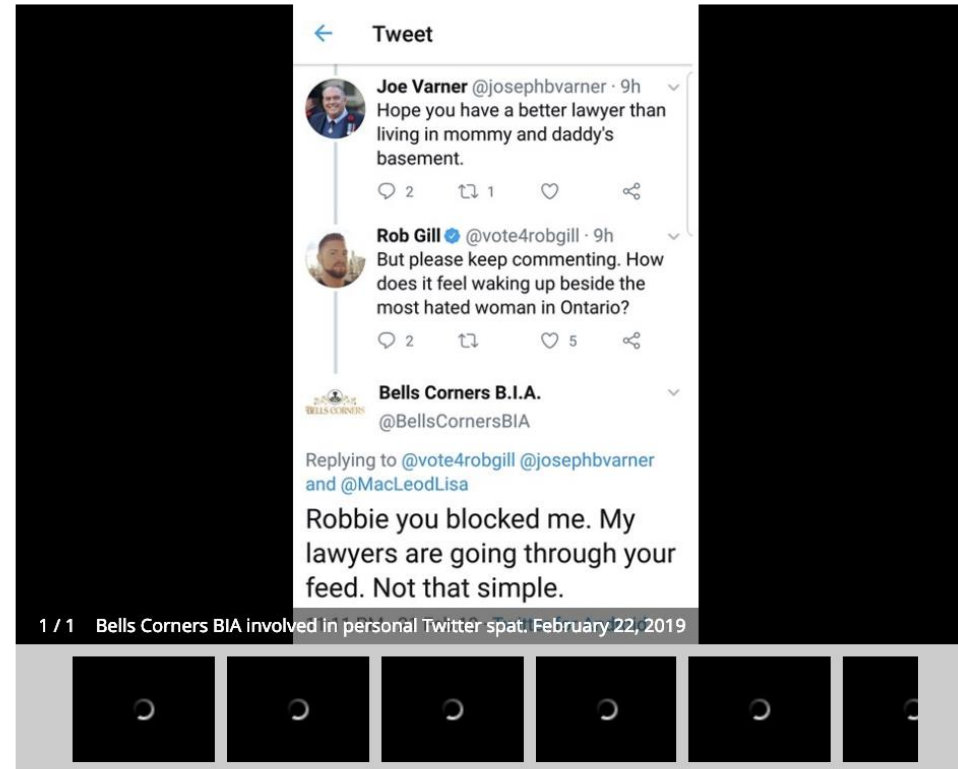 Tweet
Joe Varner @josephbvarner · 9h
Hope you have a better lawyer than
living in mommy and daddy's
basement.
2 1
Rob Gill @vote4robgill · 9h
But please keep commenting. How
does it feel waking up beside the
most hated woman in Ontario?
2 5
BELLS CORNERS
Bells Corners B.I.A.
@BellsCornersBIA
Replying to @vote4robgill @josephbvarner
and @MacLeodLisa
Robbie you blocked me. My
lawyers are going through your
feed. Not that simple.
1 / 1 Bells Corners BIA involved in personal Twitter spat, February 22, 2019